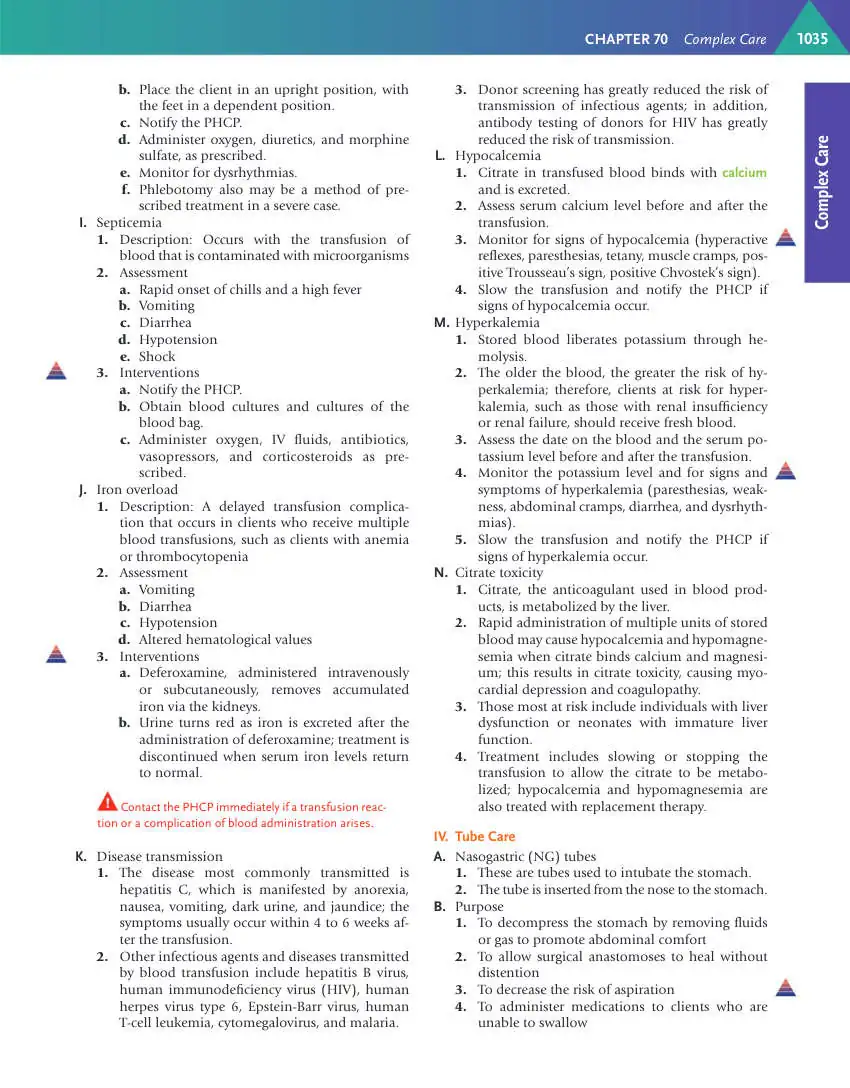 CHAPTER 70 Complex Care 1035
b. Place the client in an upright position, with
the feet in a dependent position.
c. Notify the PHCP.
d. Administer oxygen, diuretics, and morphine
sulfate, as prescribed.
e. Monitor for dysrhythmias.
f. Phlebotomy also may be a method of pre-
scribed treatment in a severe case.
I. Septicemia
1. Description: Occurs with the transfusion of
blood that is contaminated with microorganisms
2. Assessment
a. Rapid onset of chills and a high fever
b. Vomiting
c. Diarrhea
d. Hypotension
e. Shock
3. Interventions
a. Notify the PHCP.
b. Obtain blood cultures and cultures of the
blood bag.
c. Administer oxygen, IV fluids, antibiotics,
vasopressors, and corticosteroids as pre-
scribed.
J. Iron overload
1. Description: A delayed transfusion complica-
tion that occurs in clients who receive multiple
blood transfusions, such as clients with anemia
or thrombocytopenia
2. Assessment
a. Vomiting
b. Diarrhea
c. Hypotension
d. Altered hematological values
3. Interventions
a. Deferoxamine, administered intravenously
or subcutaneously, removes accumulated
iron via the kidneys.
b. Urine turns red as iron is excreted after the
administration of deferoxamine; treatment is
discontinued when serum iron levels return
to normal.
Contact the PHCP immediately if a transfusion reac-
tion or a complication of blood administration arises.
K. Disease transmission
1. The disease most commonly transmitted is
hepatitis C, which is manifested by anorexia,
nausea, vomiting, dark urine, and jaundice; the
symptoms usually occur within 4 to 6 weeks af-
ter the transfusion.
2. Other infectious agents and diseases transmitted
by blood transfusion include hepatitis B virus,
human immunodeficiency virus (HIV), human
herpes virus type 6, Epstein-Barr virus, human
T-cell leukemia, cytomegalovirus, and malaria.
3. Donor screening has greatly reduced the risk of
transmission of infectious agents; in addition,
antibody testing of donors for HIV has greatly
reduced the risk of transmission.
L. Hypocalcemia
1. Citrate in transfused blood binds with calcium
and is excreted.
2. Assess serum calcium level before and after the
transfusion.
3. Monitor for signs of hypocalcemia (hyperactive
reflexes, paresthesias, tetany, muscle cramps, pos-
itive Trousseau's sign, positive Chvostek's sign).
4. Slow the transfusion and notify the PHCP if
signs of hypocalcemia occur.
M. Hyperkalemia
1. Stored blood liberates potassium through he-
molysis.
2. The older the blood, the greater the risk of hy-
perkalemia; therefore, clients at risk for hyper-
kalemia, such as those with renal insufficiency
or renal failure, should receive fresh blood.
3. Assess the date on the blood and the serum po-
tassium level before and after the transfusion.
4. Monitor the potassium level and for signs and
symptoms of hyperkalemia (paresthesias, weak-
ness, abdominal cramps, diarrhea, and dysrhyth-
mias).
5. Slow the transfusion and notify the PHCP if
signs of hyperkalemia occur.
N. Citrate toxicity
1. Citrate, the anticoagulant used in blood prod-
ucts, is metabolized by the liver.
2. Rapid administration of multiple units of stored
blood may cause hypocalcemia and hypomagne-
semia when citrate binds calcium and magnesi-
um; this results in citrate toxicity, causing myo-
cardial depression and coagulopathy.
3. Those most at risk include individuals with liver
dysfunction or neonates with immature liver
function.
4. Treatment includes slowing or stopping the
transfusion to allow the citrate to be metabo-
lized; hypocalcemia and hypomagnesemia are
also treated with replacement therapy.
IV. Tube Care
A. Nasogastric (NG) tubes
1. These are tubes used to intubate the stomach.
2. The tube is inserted from the nose to the stomach.
B. Purpose
1. To decompress the stomach by removing fluids
or gas to promote abdominal comfort
2. To allow surgical anastomoses to heal without
distention
3. To decrease the risk of aspiration
4. To administer medications to clients who are
unable to swallow
Complex Care